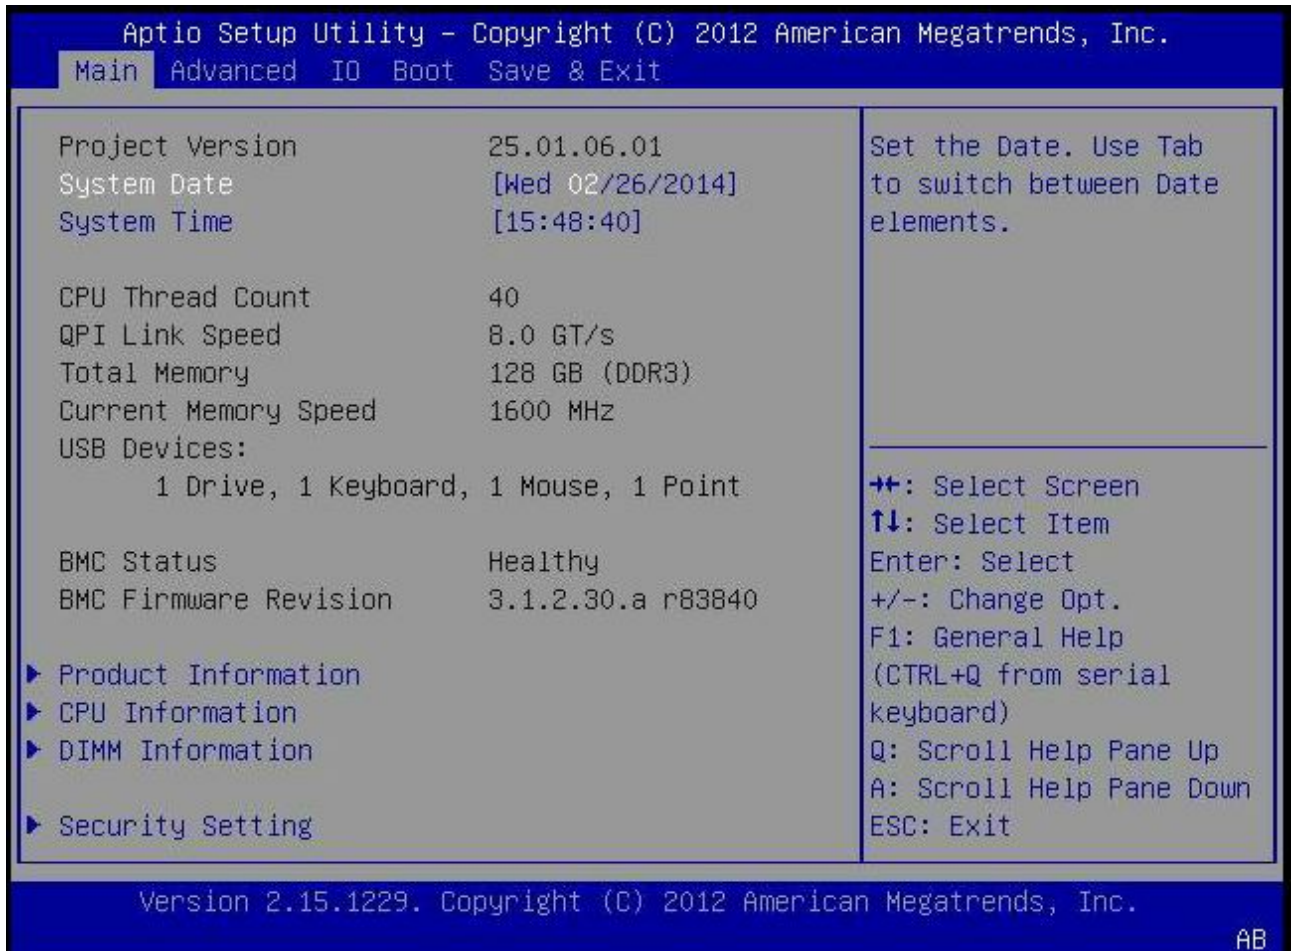 Aptio Setup Utility – Copyright (C) 2012 American Megatrends, Inc.
Main Advanced IO Boot Save & Exit
Project Version 25.01.06.01
System Date [Wed 02/26/2014]
System Time [15:48:40]
CPU Thread Count 40
QPI Link Speed 8.0 GT/s
Total Memory 128 GB (DDR3)
Current Memory Speed 1600 MHz
USB Devices:
1 Drive, 1 Keyboard, 1 Mouse, 1 Point
BMC Status Healthy
BMC Firmware Revision 3.1.2.30.a r83840
Product Information
CPU Information
DIMM Information
Security Setting
Set the Date. Use Tab
to switch between Date
elements.
→←: Select Screen
↑↓: Select Item
Enter: Select
+/-: Change Opt.
F1: General Help
(CTRL+Q from serial
keyboard)
Q: Scroll Help Pane Up
A: Scroll Help Pane Down
ESC: Exit
Version 2.15.1229. Copyright (C) 2012 American Megatrends, Inc.
AB